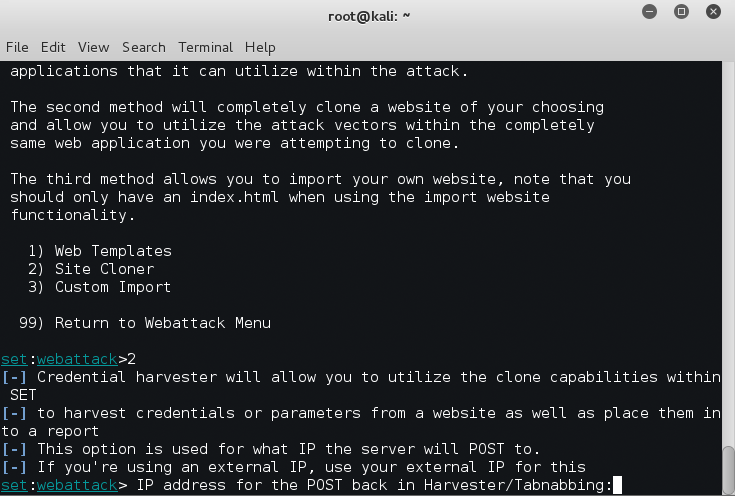 root@kali: ~
File Edit View Search Terminal Help
applications that it can utilize within the attack.
The second method will completely clone a website of your choosing
and allow you to utilize the attack vectors within the completely
same web application you were attempting to clone.
The third method allows you to import your own website, note that you
should only have an index.html when using the import website
functionality.
1) Web Templates
2) Site Cloner
3) Custom Import
99) Return to Webattack Menu
set:webattack>2
[-] Credential harvester will allow you to utilize the clone capabilities within
SET
[-] to harvest credentials or parameters from a website as well as place them in
to a report
[-] This option is used for what IP the server will POST to.
[-] If you're using an external IP, use your external IP for this
set:webattack> IP address for the POST back in Harvester/Tabnabbing: